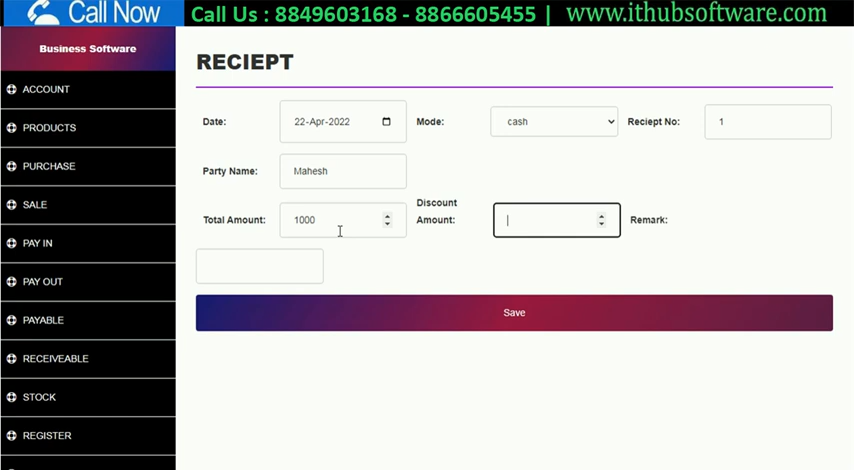 Call Now
Call Us : 8849603168 - 8866605455 | www.ithubsoftware.com
Business Software
ACCOUNT
PRODUCTS
PURCHASE
SALE
PAY IN
PAY OUT
PAYABLE
RECEIVEABLE
STOCK
REGISTER
RECIEPT
Date: 22-Apr-2022 Mode: cash Reciept No: 1
Party Name: Mahesh
Total Amount: 1000 Discount Amount: Remark:
Save